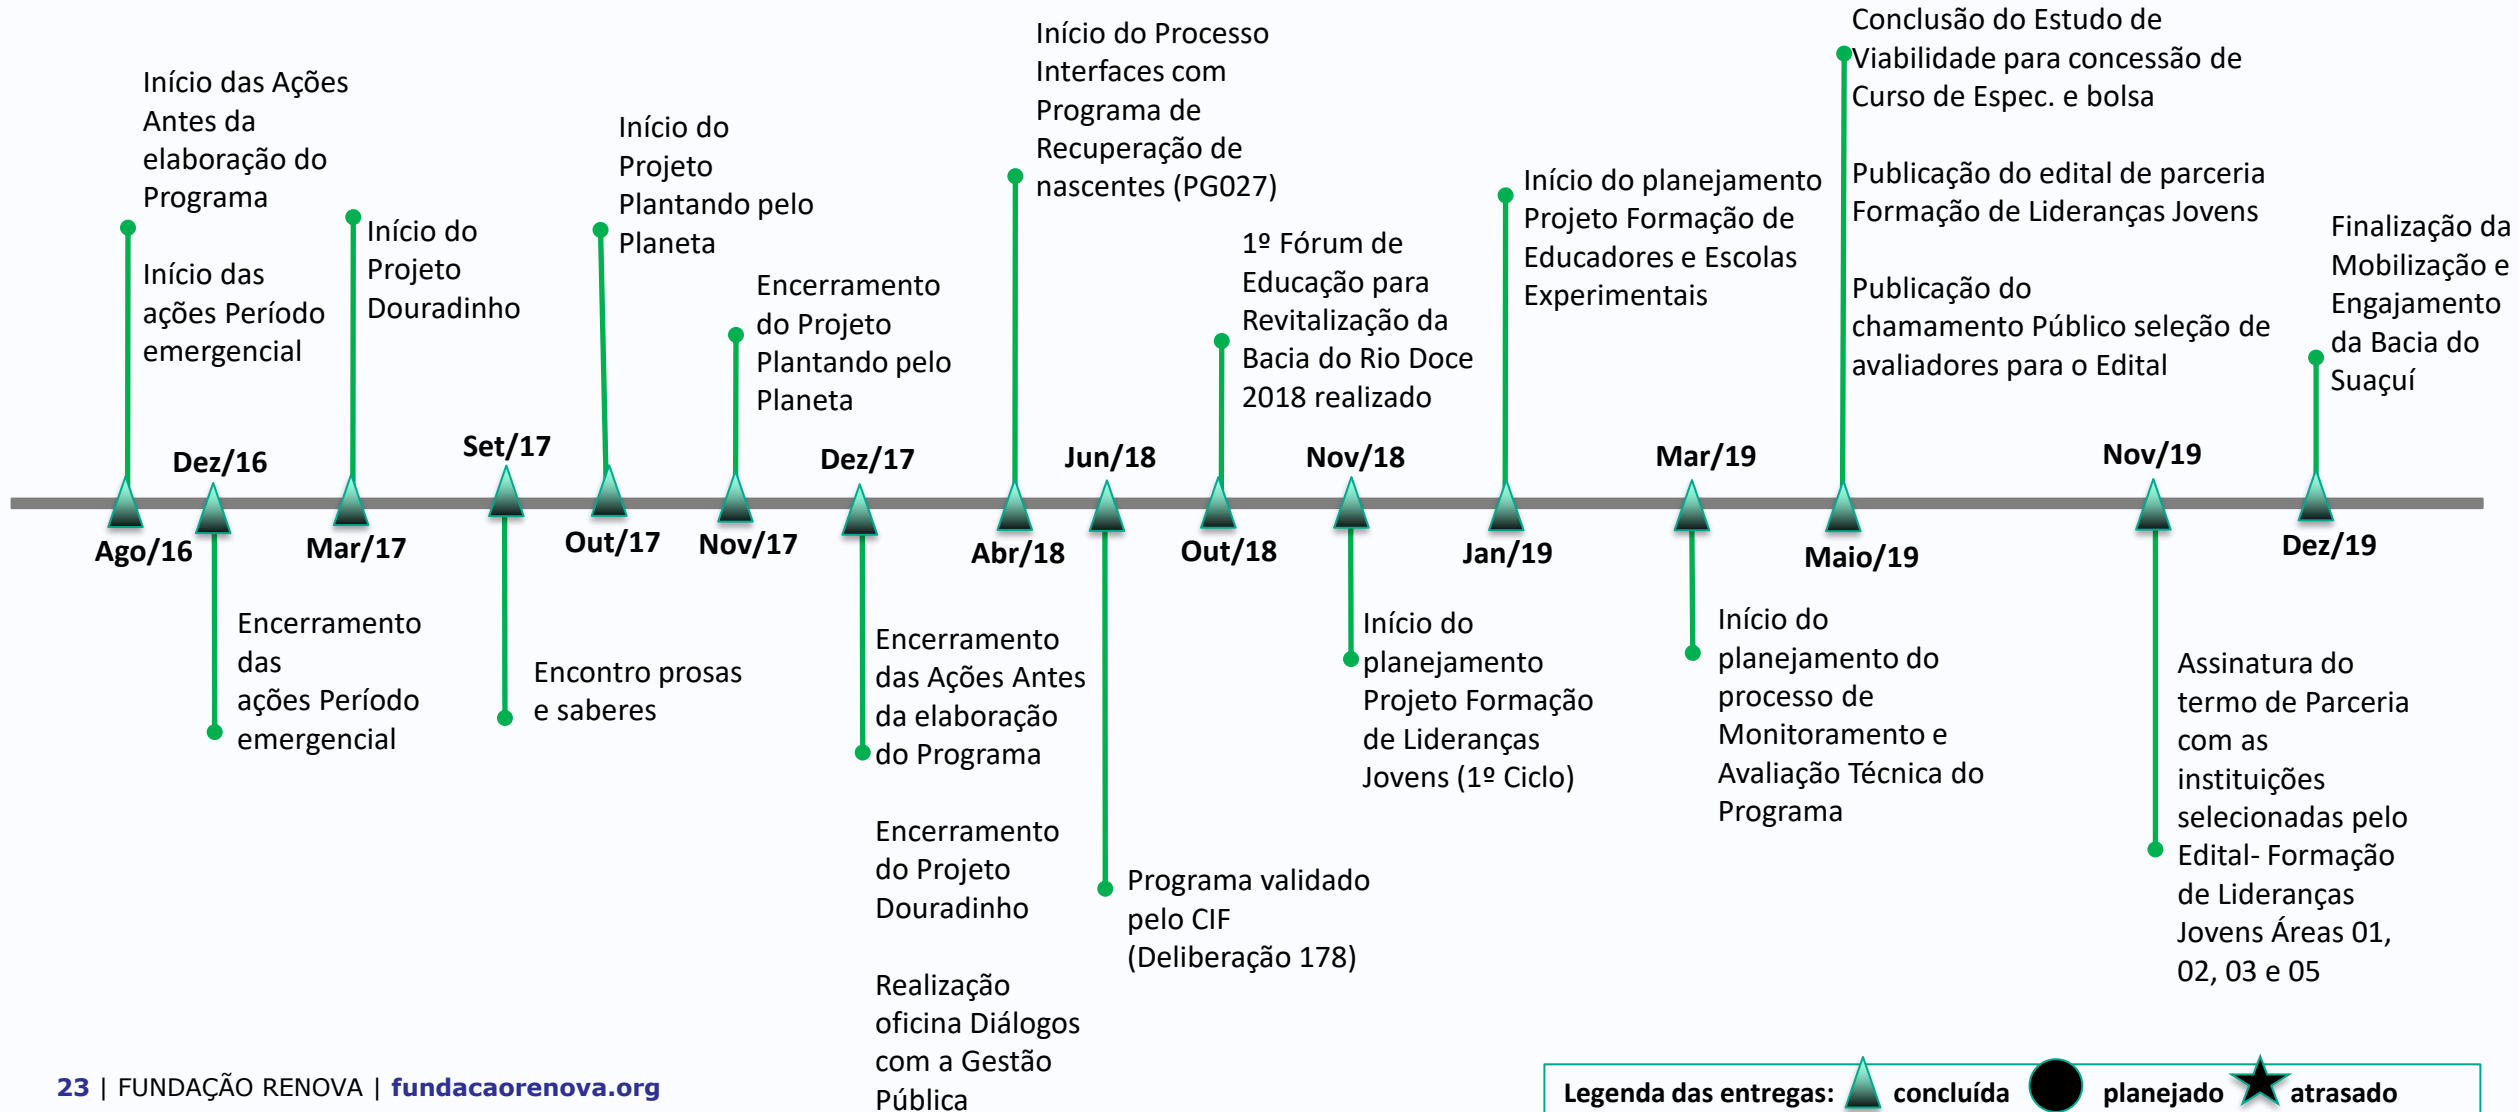 Início das Ações
Antes da
elaboração do
Programa
Início das
ações Período
emergencial
Ago/16
Dez/16
Encerramento
das
ações Período
emergencial
Início do
Projeto
Douradinho
Mar/17
Set/17
Encontro prosas
e saberes
Início do
Projeto
Plantando pelo
Planeta
Out/17
Encerramento
do Projeto
Plantando pelo
Planeta
Nov/17
Dez/17
Encerramento
das Ações Antes
da elaboração
do Programa
Encerramento
do Projeto
Douradinho
Realização
oficina Diálogos
com a Gestão
Pública
Início do Processo
Interfaces com
Programa de
Recuperação de
nascentes (PG027)
Abr/18
Jun/18
Programa validado
pelo CIF
(Deliberação 178)
1º Fórum de
Educação para
Revitalização da
Bacia do Rio Doce
2018 realizado
Out/18
Nov/18
Início do
planejamento
Projeto Formação
de Lideranças
Jovens (1º Ciclo)
Início do planejamento
Projeto Formação de
Educadores e Escolas
Experimentais
Jan/19
Mar/19
Início do
planejamento do
processo de
Monitoramento e
Avaliação Técnica do
Programa
Conclusão do Estudo de
Viabilidade para concessão de
Curso de Espec. e bolsa
Publicação do edital de parceria
Formação de Lideranças Jovens
Publicação do
chamamento Público seleção de
avaliadores para o Edital
Maio/19
Nov/19
Assinatura do
termo de Parceria
com as
instituições
selecionadas pelo
Edital- Formação
de Lideranças
Jovens Áreas 01,
02, 03 e 05
Finalização da
Mobilização e
Engajamento
da Bacia do
Suaçuí
Dez/19
23 | FUNDAÇÃO RENOVA | fundacaorenova.org
Legenda das entregas: concluída planejado atrasado